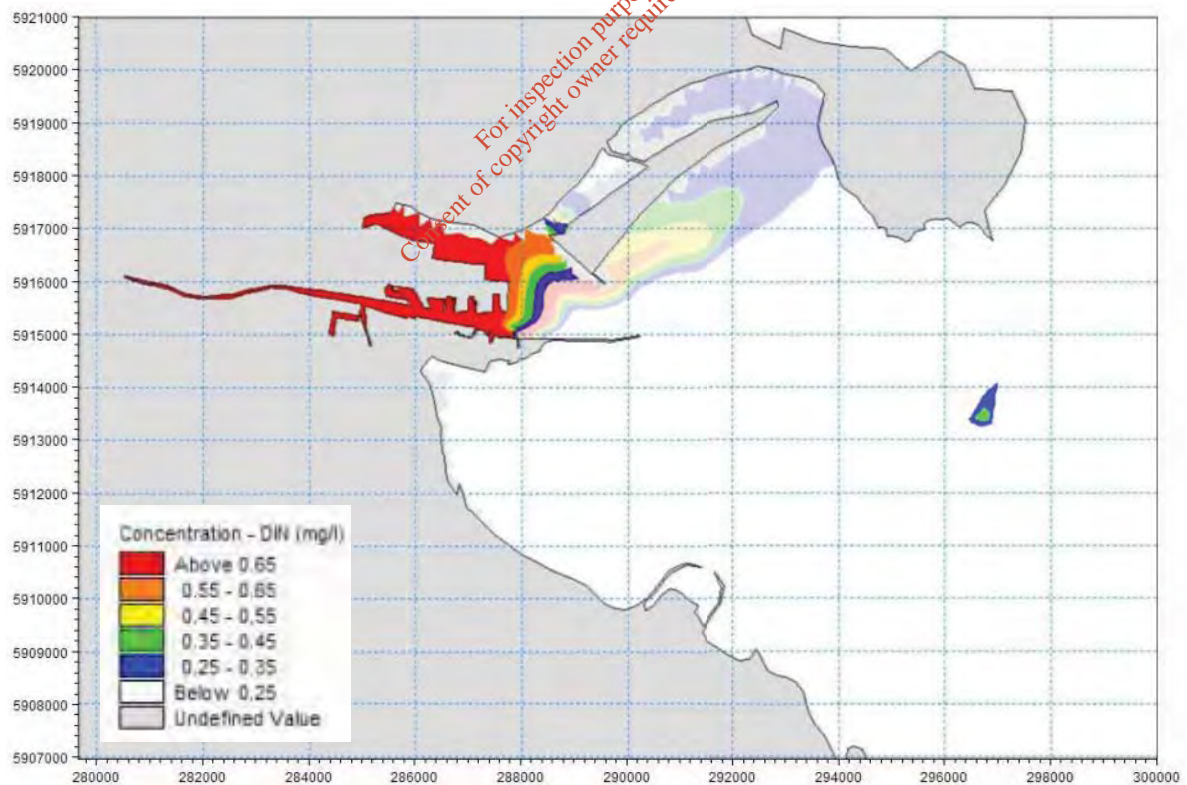 5921000
5920000
5919000
5918000
5917000
5916000
5915000
5914000
5913000
5912000
5911000
5910000
5909000
5908000
5907000
For inspection purpo
Consent of copyright owner require
Concentration - DIN (mg/l)
Above 0.65
0.55 - 0.65
0.45 - 0.55
0.35 - 0.45
0.25 - 0.35
Below 0.25
Undefined Value
280000 282000 284000 286000 288000 290000 292000 294000 296000 298000 300000